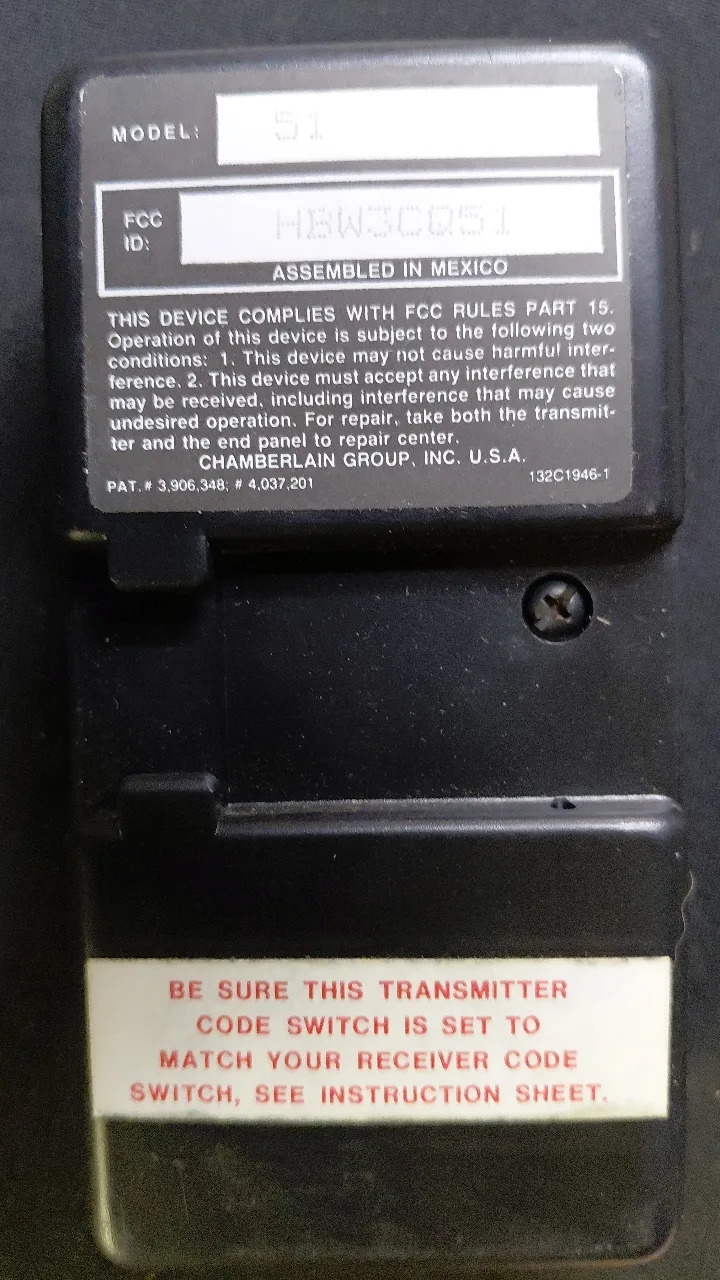 MODEL: 51
FCC ID: HBW3CQ51
ASSEMBLED IN MEXICO
THIS DEVICE COMPLIES WITH FCC RULES PART 15.
Operation of this device is subject to the following two
conditions: 1. This device may not cause harmful inter-
ference. 2. This device must accept any interference that
may be received, including interference that may cause
undesired operation. For repair, take both the transmit-
ter and the end panel to repair center.
CHAMBERLAIN GROUP, INC. U.S.A.
PAT. # 3,906,348; # 4,037,201 132C1946-1
BE SURE THIS TRANSMITTER
CODE SWITCH IS SET TO
MATCH YOUR RECEIVER CODE
SWITCH, SEE INSTRUCTION SHEET.